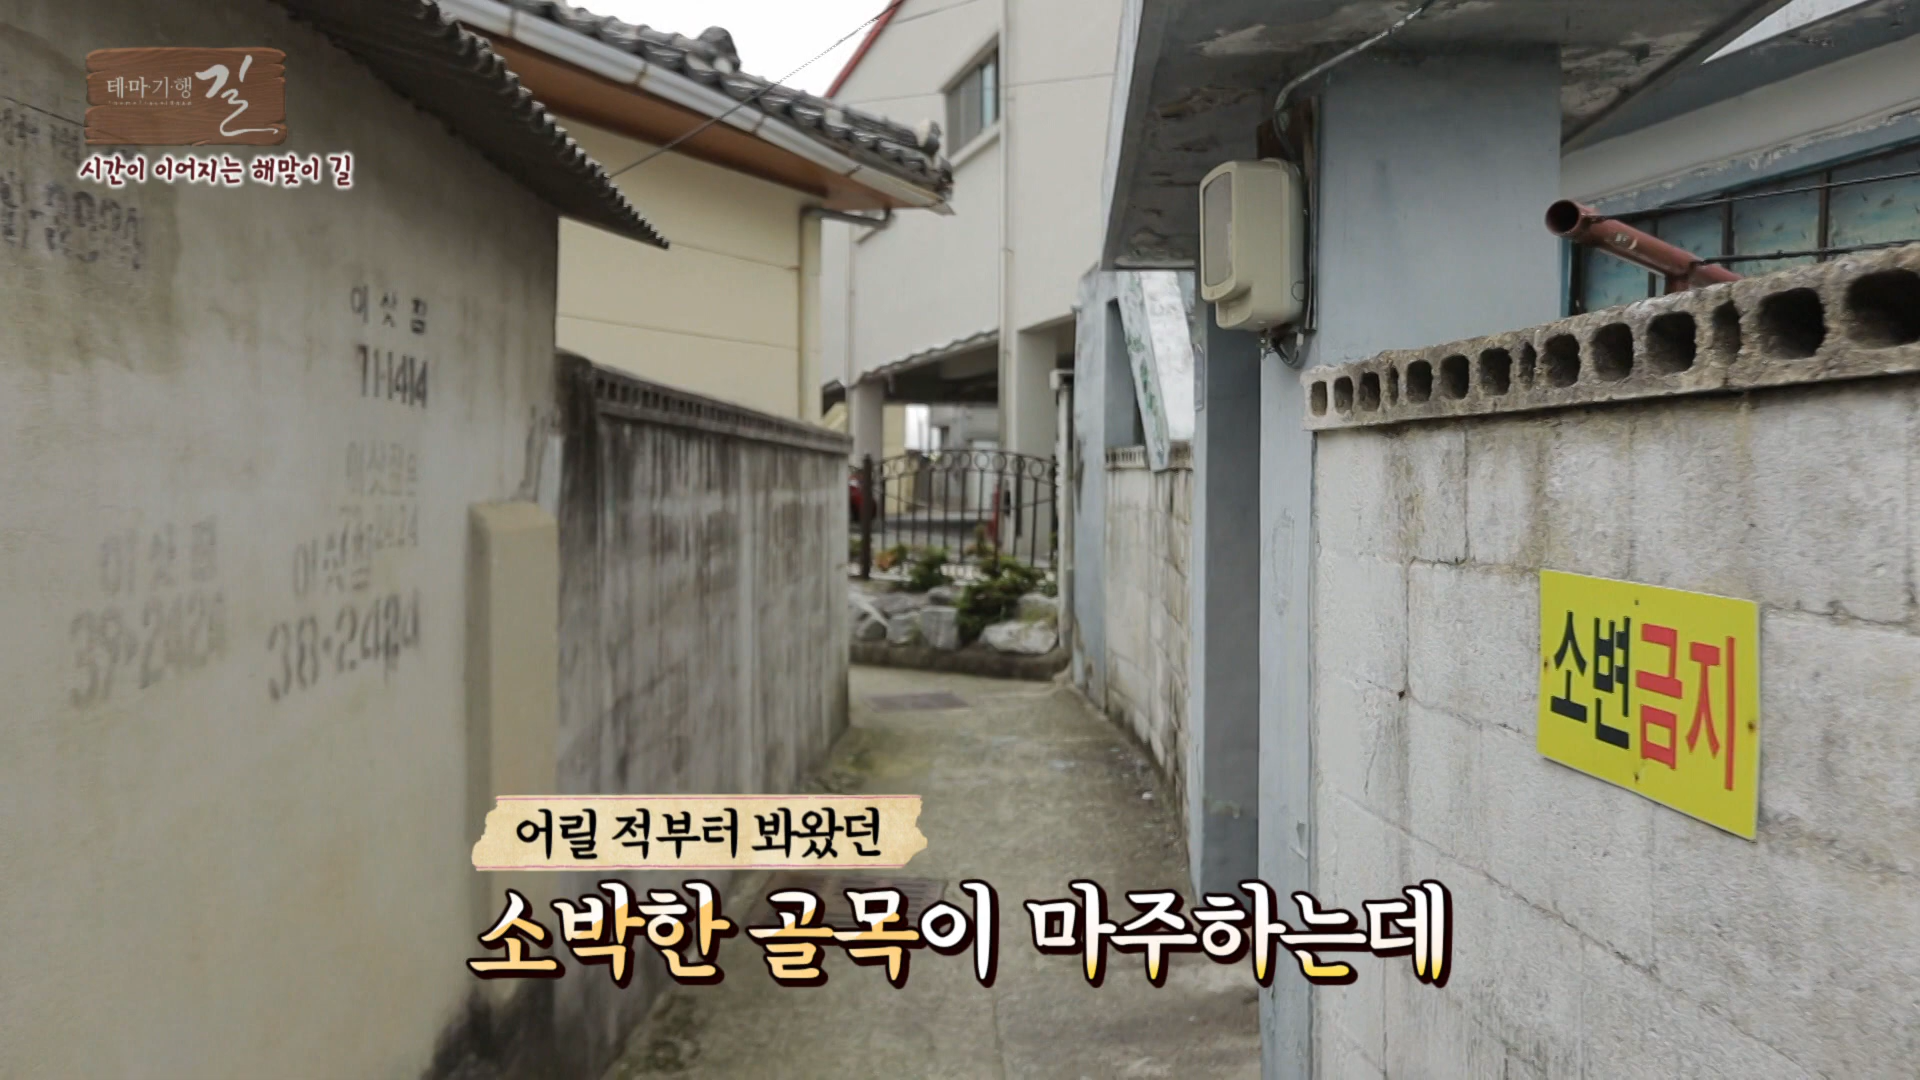 테·마·기·행 길
시간이 이어지는 해맞이 길
이 삿 짐
71-1414
이 삿 짐
39-2424
이삿짐
38-2424
소변금지
어릴 적부터 봐왔던
소박한 골목이 마주하는데